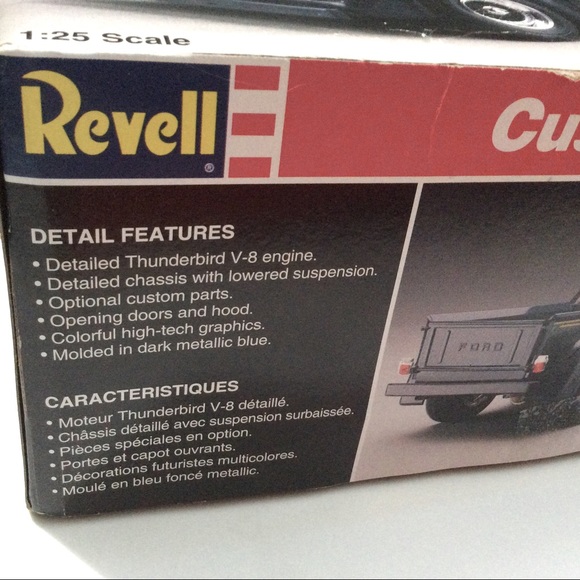 1:25 Scale
Revell®
DETAIL FEATURES
• Detailed Thunderbird V-8 engine.
• Detailed chassis with lowered suspension.
• Optional custom parts.
• Opening doors and hood.
• Colorful high-tech graphics.
• Molded in dark metallic blue.
FORD
CARACTERISTIQUES
• Moteur Thunderbird V-8 détaillé.
• Châssis détaillé avec suspension surbaissée.
• Pièces spéciales en option.
• Portes et capot ouvrants.
• Décorations futuristes multicolores.
• Moulé en bleu foncé metallic.